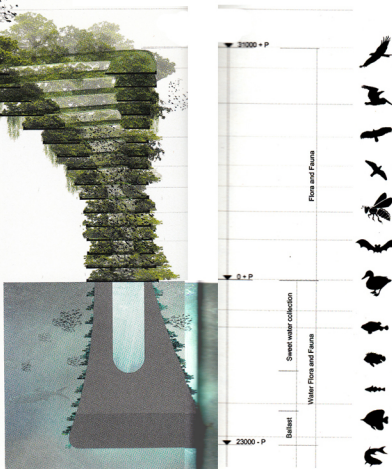 31000 + P
Flora and Fauna
0 + P
Sweet water collection
Water Flora and Fauna
Ballast
23000 - P